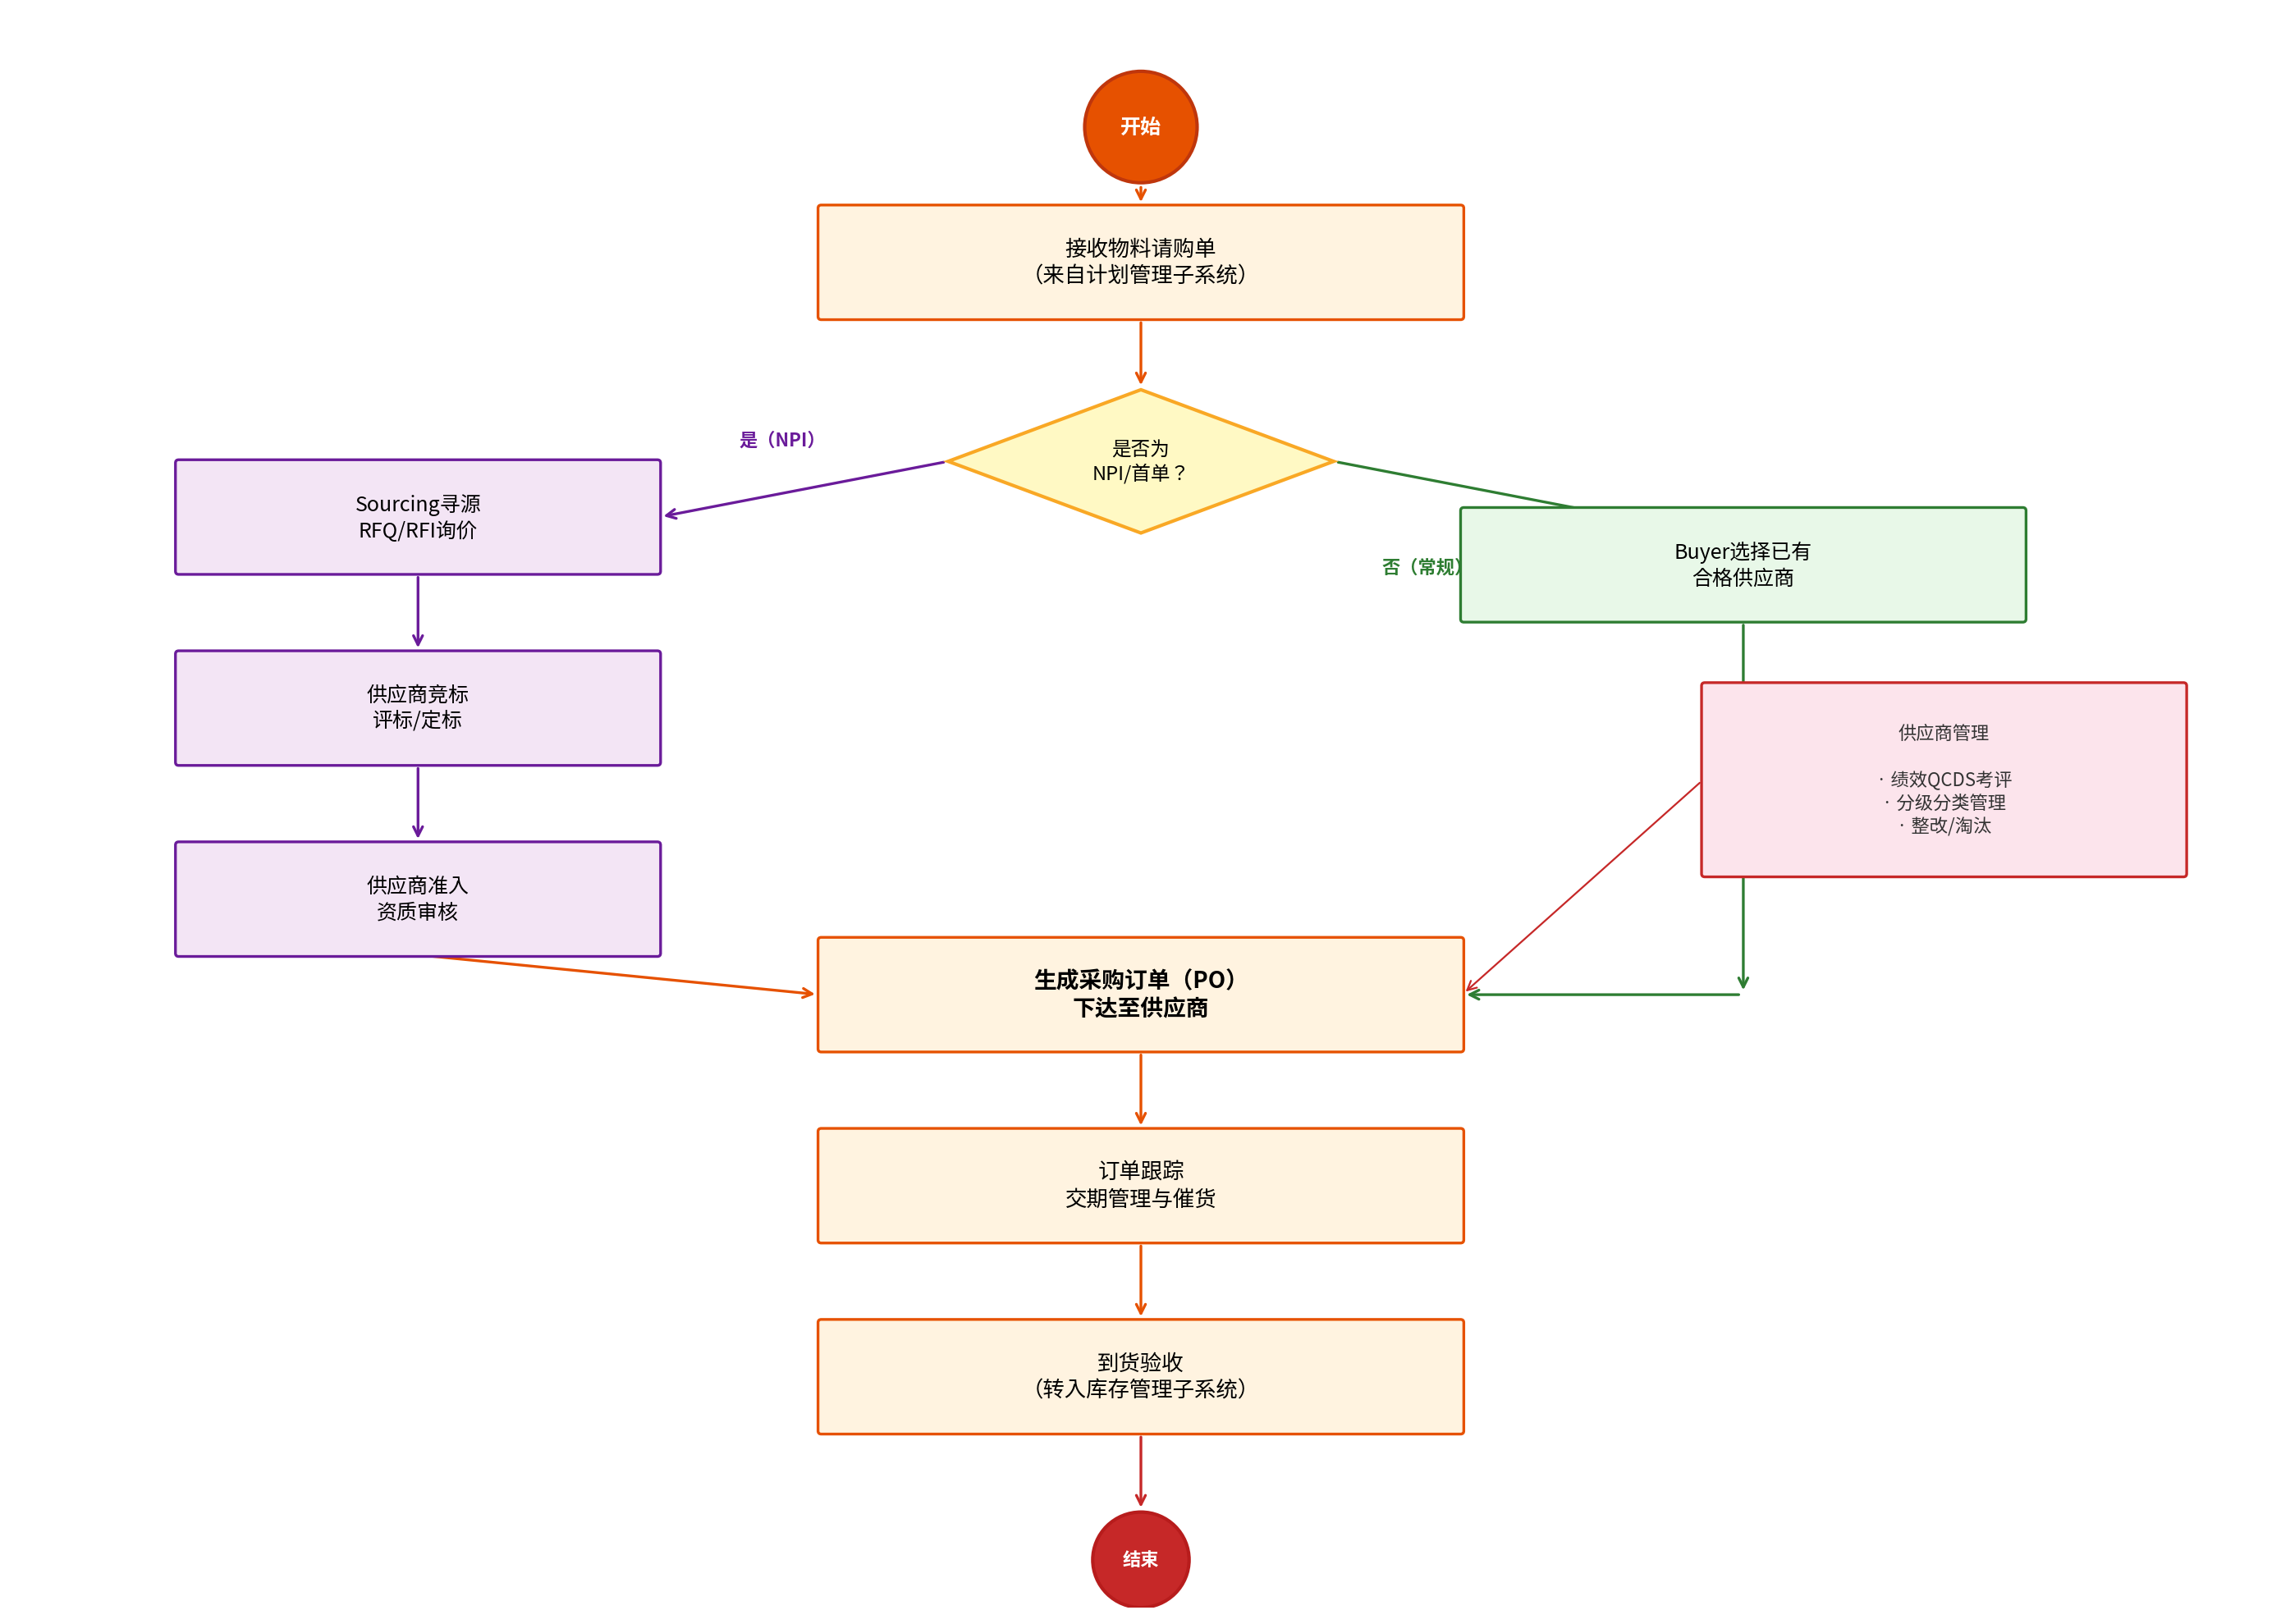 开始
接收物料请购单
（来自计划管理子系统）
是否为
NPI/首单？
是（NPI）
Sourcing寻源
RFQ/RFI询价
否（常规）
Buyer选择已有
合格供应商
供应商竞标
评标/定标
供应商管理
· 绩效QCDS考评
· 分级分类管理
· 整改/淘汰
供应商准入
资质审核
生成采购订单（PO）
下达至供应商
订单跟踪
交期管理与催货
到货验收
（转入库存管理子系统）
结束